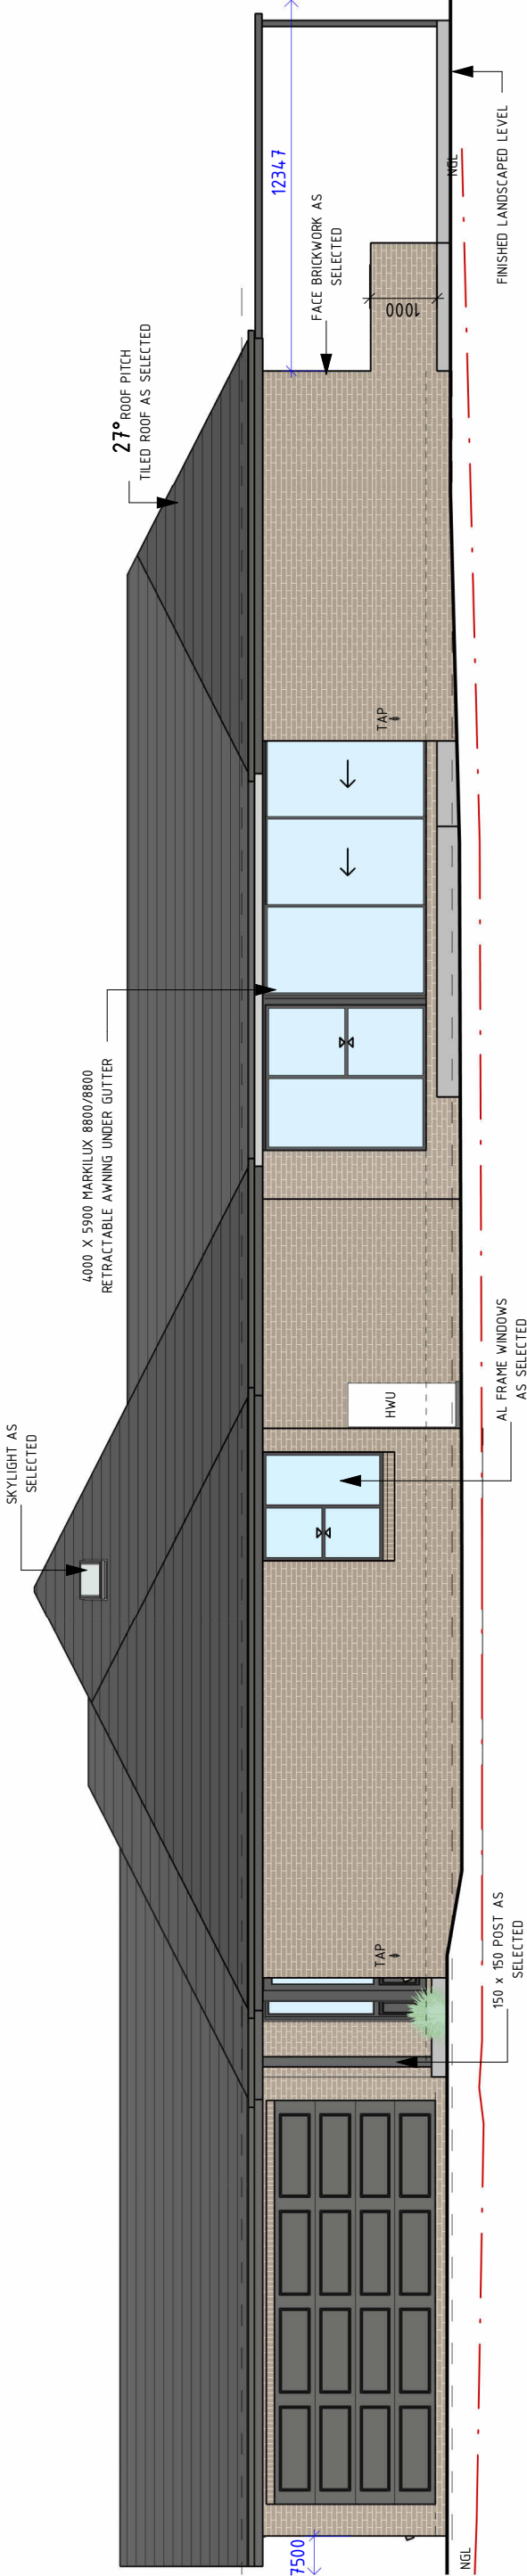 SKYLIGHT AS
SELECTED
4000 X 5900 MARKILUX 8800/8800
RETRACTABLE AWNING UNDER GUTTER
27° ROOF PITCH
TILED ROOF AS SELECTED
12347
FACE BRICKWORK AS
SELECTED
1000
7500
TAP
HWU
TAP
NGL
NGL
150 x 150 POST AS
SELECTED
AL FRAME WINDOWS
AS SELECTED
FINISHED LANDSCAPED LEVEL